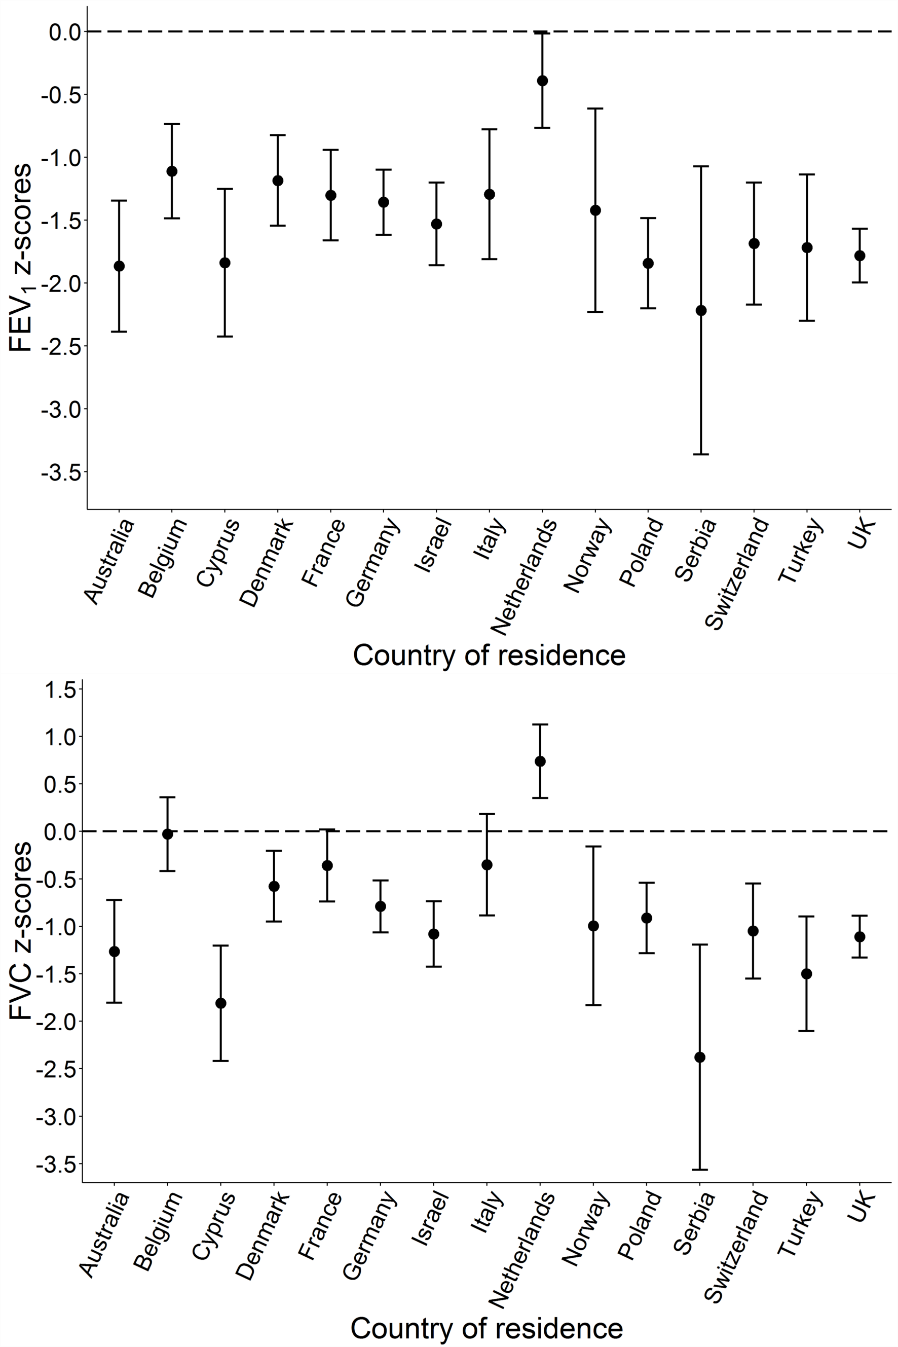 0.0
-0.5
-1.0
-1.5
-2.0
-2.5
-3.0
-3.5
FEV1 z-scores
Australia
Belgium
Cyprus
Denmark
France
Germany
Israel
Italy
Netherlands
Norway
Poland
Serbia
Switzerland
Turkey
UK
Country of residence
1.5
1.0
0.5
0.0
-0.5
-1.0
-1.5
-2.0
-2.5
-3.0
-3.5
FVC z-scores
Australia
Belgium
Cyprus
Denmark
France
Germany
Israel
Italy
Netherlands
Norway
Poland
Serbia
Switzerland
Turkey
UK
Country of residence